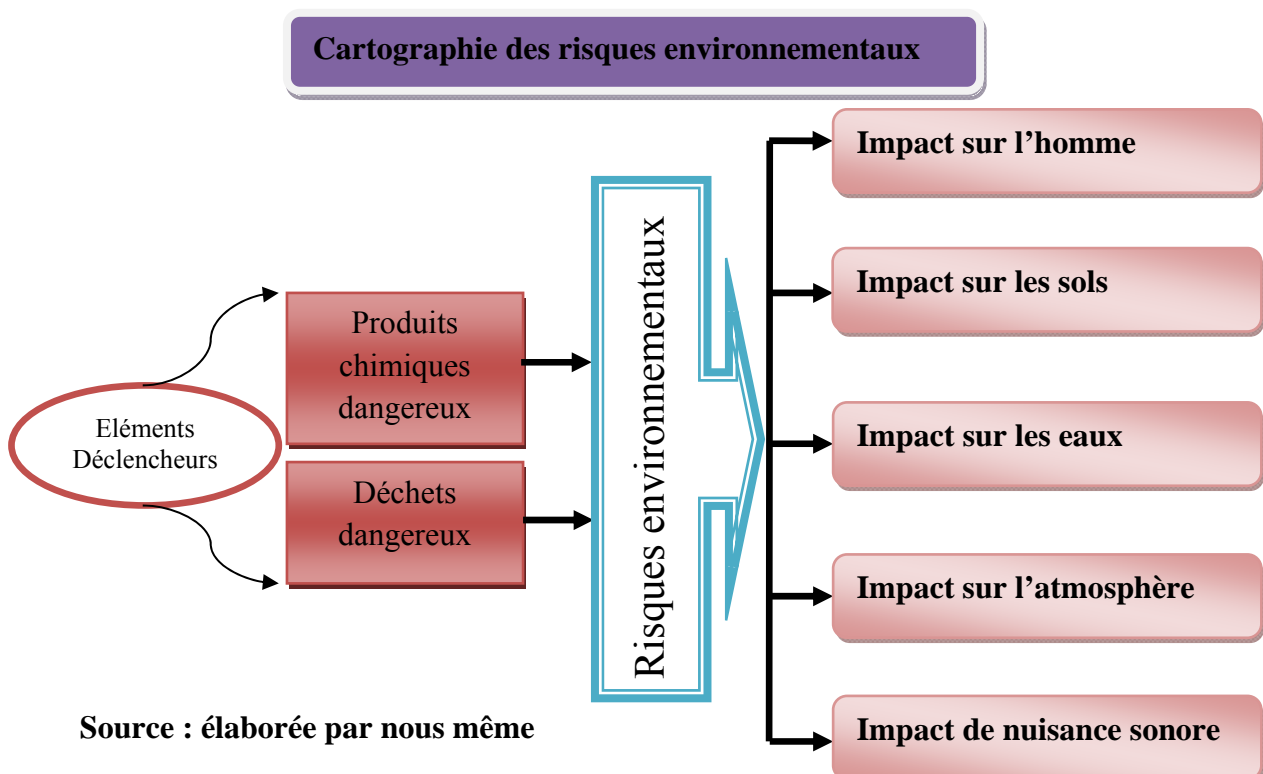 Cartographie des risques environnementaux
Eléments
Déclencheurs
Produits
chimiques
dangereux
Déchets
dangereux
Risques environnementaux
Impact sur l’homme
Impact sur les sols
Impact sur les eaux
Impact sur l’atmosphère
Impact de nuisance sonore
Source : élaborée par nous même